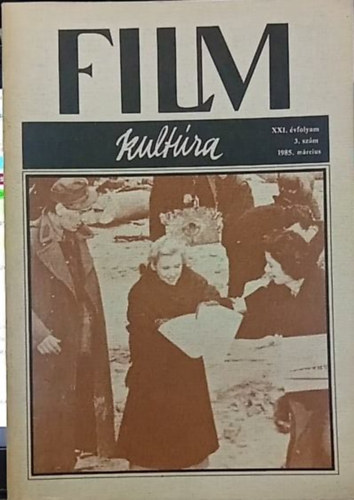 FILM
kultúra
XXI. évfolyam
3. szám
1985. március